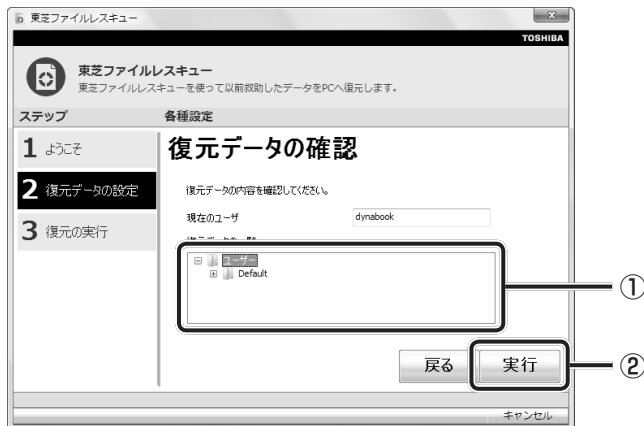 東芝ファイルレスキュー
TOSHIBA
東芝ファイルレスキュー
東芝ファイルレスキューを使って以前救助したデータをPCへ復元します。
ステップ
各種設定
1 ようこそ
2 復元データの設定
3 復元の実行
復元データの確認
復元データの内容を確認してください。
現在のユーザ dynabook
ユーザー
Default
①
戻る
実行
②
キャンセル